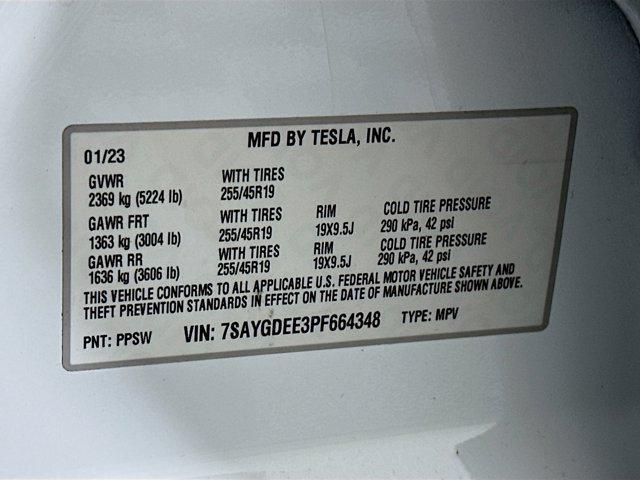 MFD BY TESLA, INC.
01/23
GVWR WITH TIRES
2369 kg (5224 lb) 255/45R19
GAWR FRT WITH TIRES RIM COLD TIRE PRESSURE
1363 kg (3004 lb) 255/45R19 19X9.5J 290 kPa, 42 psi
GAWR RR WITH TIRES RIM COLD TIRE PRESSURE
1636 kg (3606 lb) 255/45R19 19X9.5J 290 kPa, 42 psi
THIS VEHICLE CONFORMS TO ALL APPLICABLE U.S. FEDERAL MOTOR VEHICLE SAFETY AND
THEFT PREVENTION STANDARDS IN EFFECT ON THE DATE OF MANUFACTURE SHOWN ABOVE.
PNT: PPSW VIN: 7SAYGDEE3PF664348 TYPE: MPV